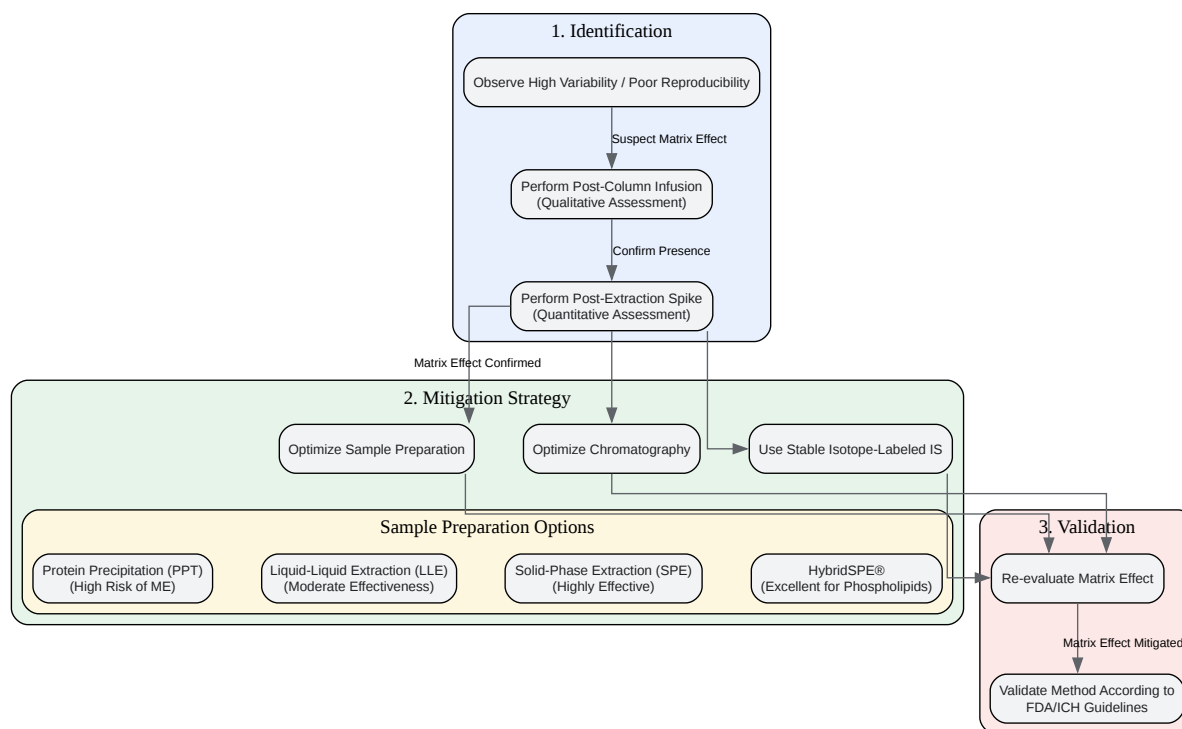 1. Identification
Observe High Variability / Poor Reproducibility
Suspect Matrix Effect
Perform Post-Column Infusion
(Qualitative Assessment)
Confirm Presence
Perform Post-Extraction Spike
(Quantitative Assessment)
Matrix Effect Confirmed
2. Mitigation Strategy
Optimize Sample Preparation
Optimize Chromatography
Use Stable Isotope-Labeled IS
Sample Preparation Options
Protein Precipitation (PPT)
(High Risk of ME)
Liquid-Liquid Extraction (LLE)
(Moderate Effectiveness)
Solid-Phase Extraction (SPE)
(Highly Effective)
HybridSPE®
(Excellent for Phospholipids)
3. Validation
Re-evaluate Matrix Effect
Matrix Effect Mitigated
Validate Method According to
FDA/ICH Guidelines